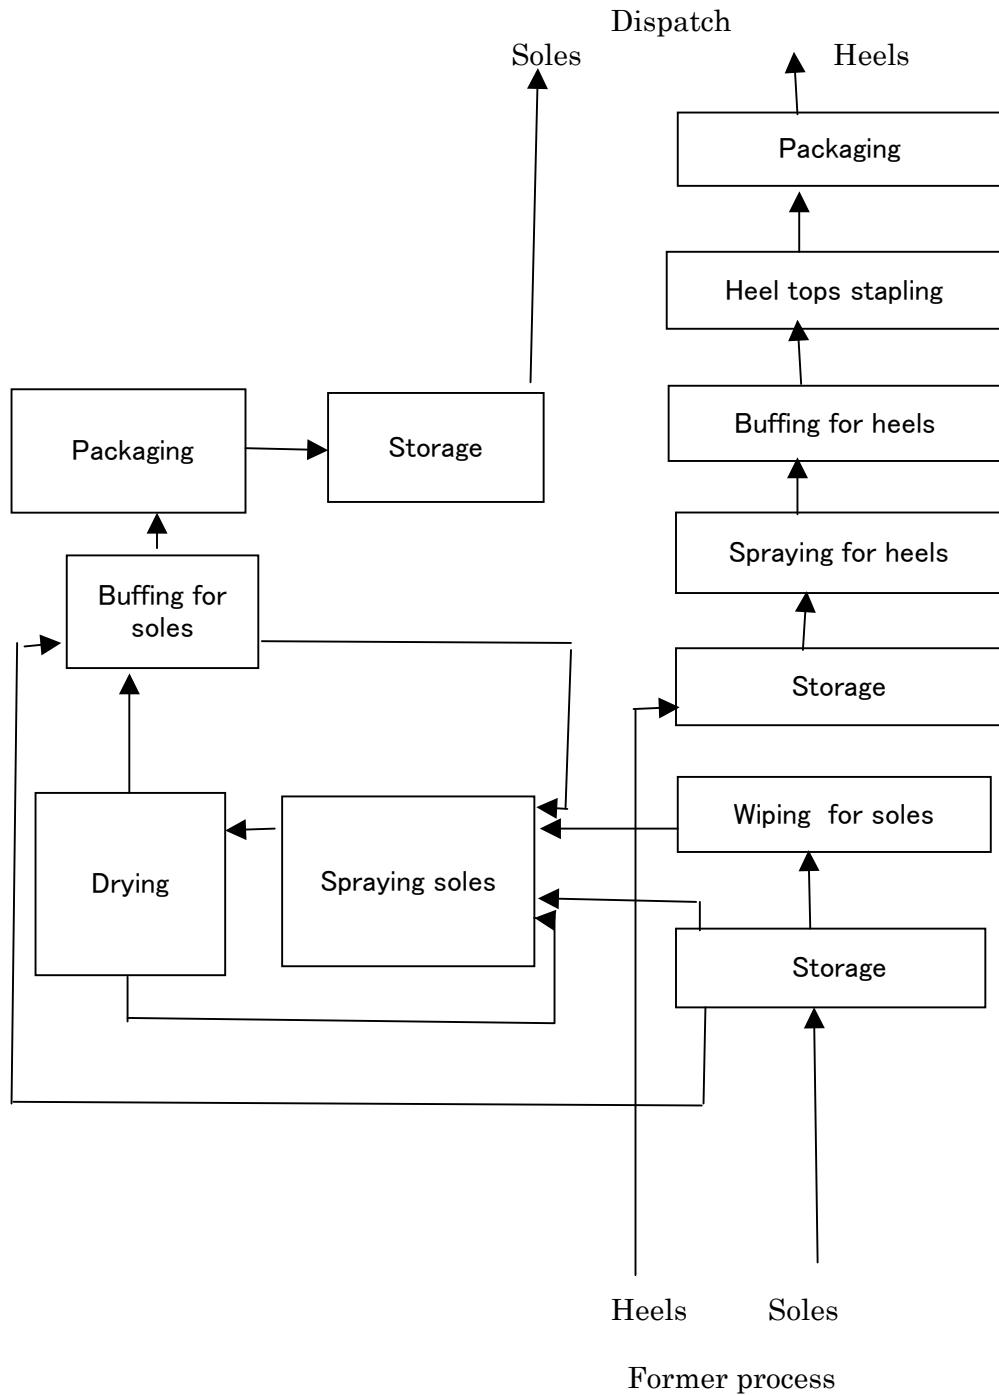 Dispatch
Soles
Heels
Packaging
Heel tops stapling
Packaging
Storage
Buffing for heels
Spraying for heels
Buffing for
soles
Storage
Wiping  for soles
Drying
Spraying soles
Storage
Heels
Soles
Former process